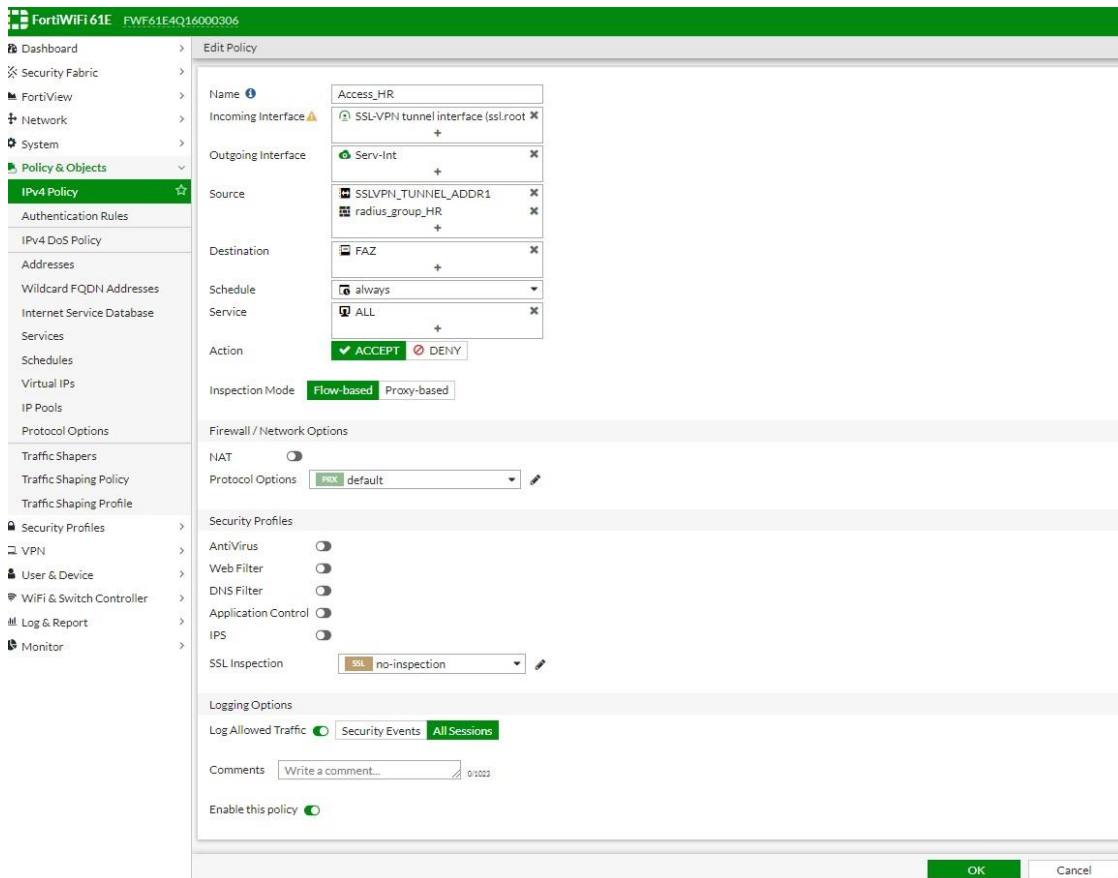 FortiWiFi 61E FWF61E4Q16000306
Dashboard
Security Fabric
FortiView
Network
System
Policy & Objects
IPv4 Policy
Authentication Rules
IPv4 DoS Policy
Addresses
Wildcard FQDN Addresses
Internet Service Database
Services
Schedules
Virtual IPs
IP Pools
Protocol Options
Traffic Shapers
Traffic Shaping Policy
Traffic Shaping Profile
Security Profiles
VPN
User & Device
WiFi & Switch Controller
Log & Report
Monitor
Edit Policy
Name Access_HR
Incoming Interface SSL-VPN tunnel interface (ssl.root
+
Outgoing Interface Serv-Int
+
Source SSLVPN_TUNNEL_ADDR1
radius_group_HR
+
Destination FAZ
+
Schedule always
Service ALL
+
Action ACCEPT DENY
Inspection Mode Flow-based Proxy-based
Firewall / Network Options
NAT
Protocol Options PRX default
Security Profiles
AntiVirus
Web Filter
DNS Filter
Application Control
IPS
SSL Inspection SSL no-inspection
Logging Options
Log Allowed Traffic Security Events All Sessions
Comments Write a comment... 0/1023
Enable this policy
OK Cancel